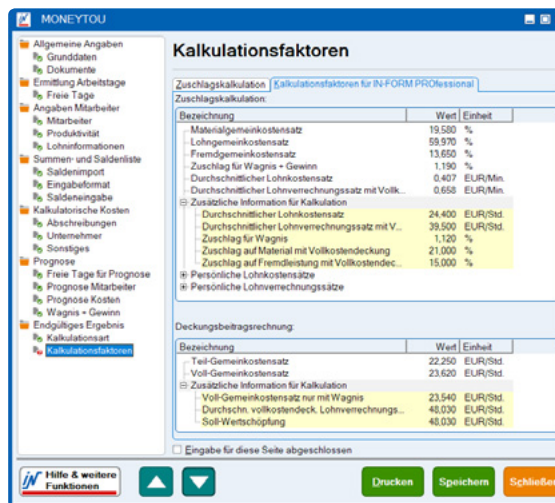 MONEYTOU
Allgemeine Angaben
Grunddaten
Dokumente
Ermittlung Arbeitstage
Freie Tage
Angaben Mitarbeiter
Mitarbeiter
Produktivität
Lohninformationen
Summen- und Saldenliste
Saldenimport
Eingabeformat
Saldeneingabe
Kalkulatorische Kosten
Abschreibungen
Unternehmer
Sonstiges
Prognose
Freie Tage für Prognose
Prognose Mitarbeiter
Prognose Kosten
Wagnis + Gewinn
Endgültiges Ergebnis
Kalkulationsart
Kalkulationsfaktoren
Kalkulationsfaktoren
Zuschlagskalkulation Kalkulationsfaktoren für IN-FORM PROfessional
Zuschlagskalkulation:
Bezeichnung Wert Einheit
Materialgemeinkostensatz 19,580 %
Lohngemeinkostensatz 59,970 %
Fremdgemeinkostensatz 13,650 %
Zuschlag für Wagnis + Gewinn 1,190 %
Durchschnittlicher Lohnkostensatz 0,407 EUR/Min.
Durchschnittlicher Lohnverrechnungssatz mit Vollk... 0,658 EUR/Min.
Zusätzliche Information für Kalkulation
Durchschnittlicher Lohnkostensatz 24,400 EUR/Std.
Durchschnittlicher Lohnverrechnungssatz mit V... 39,500 EUR/Std.
Zuschlag für Wagnis 1,120 %
Zuschlag auf Material mit Vollkostendeckung 21,000 %
Zuschlag auf Fremdleistung mit Vollkostendec... 15,000 %
Persönliche Lohnkostensätze
Persönliche Lohnverrechnungssätze
Deckungsbeitragsrechnung:
Bezeichnung Wert Einheit
Teil-Gemeinkostensatz 22,250 EUR/Std.
Voll-Gemeinkostensatz 23,620 EUR/Std.
Zusätzliche Information für Kalkulation
Voll-Gemeinkostensatz nur mit Wagnis 23,540 EUR/Std.
Durchschn. vollkostendeck. Lohnverrechnungs... 48,030 EUR/Std.
Soll-Wertschöpfung 48,030 EUR/Std.
Eingabe für diese Seite abgeschlossen
in Hilfe & weitere Funktionen
Drucken Speichern Schließen